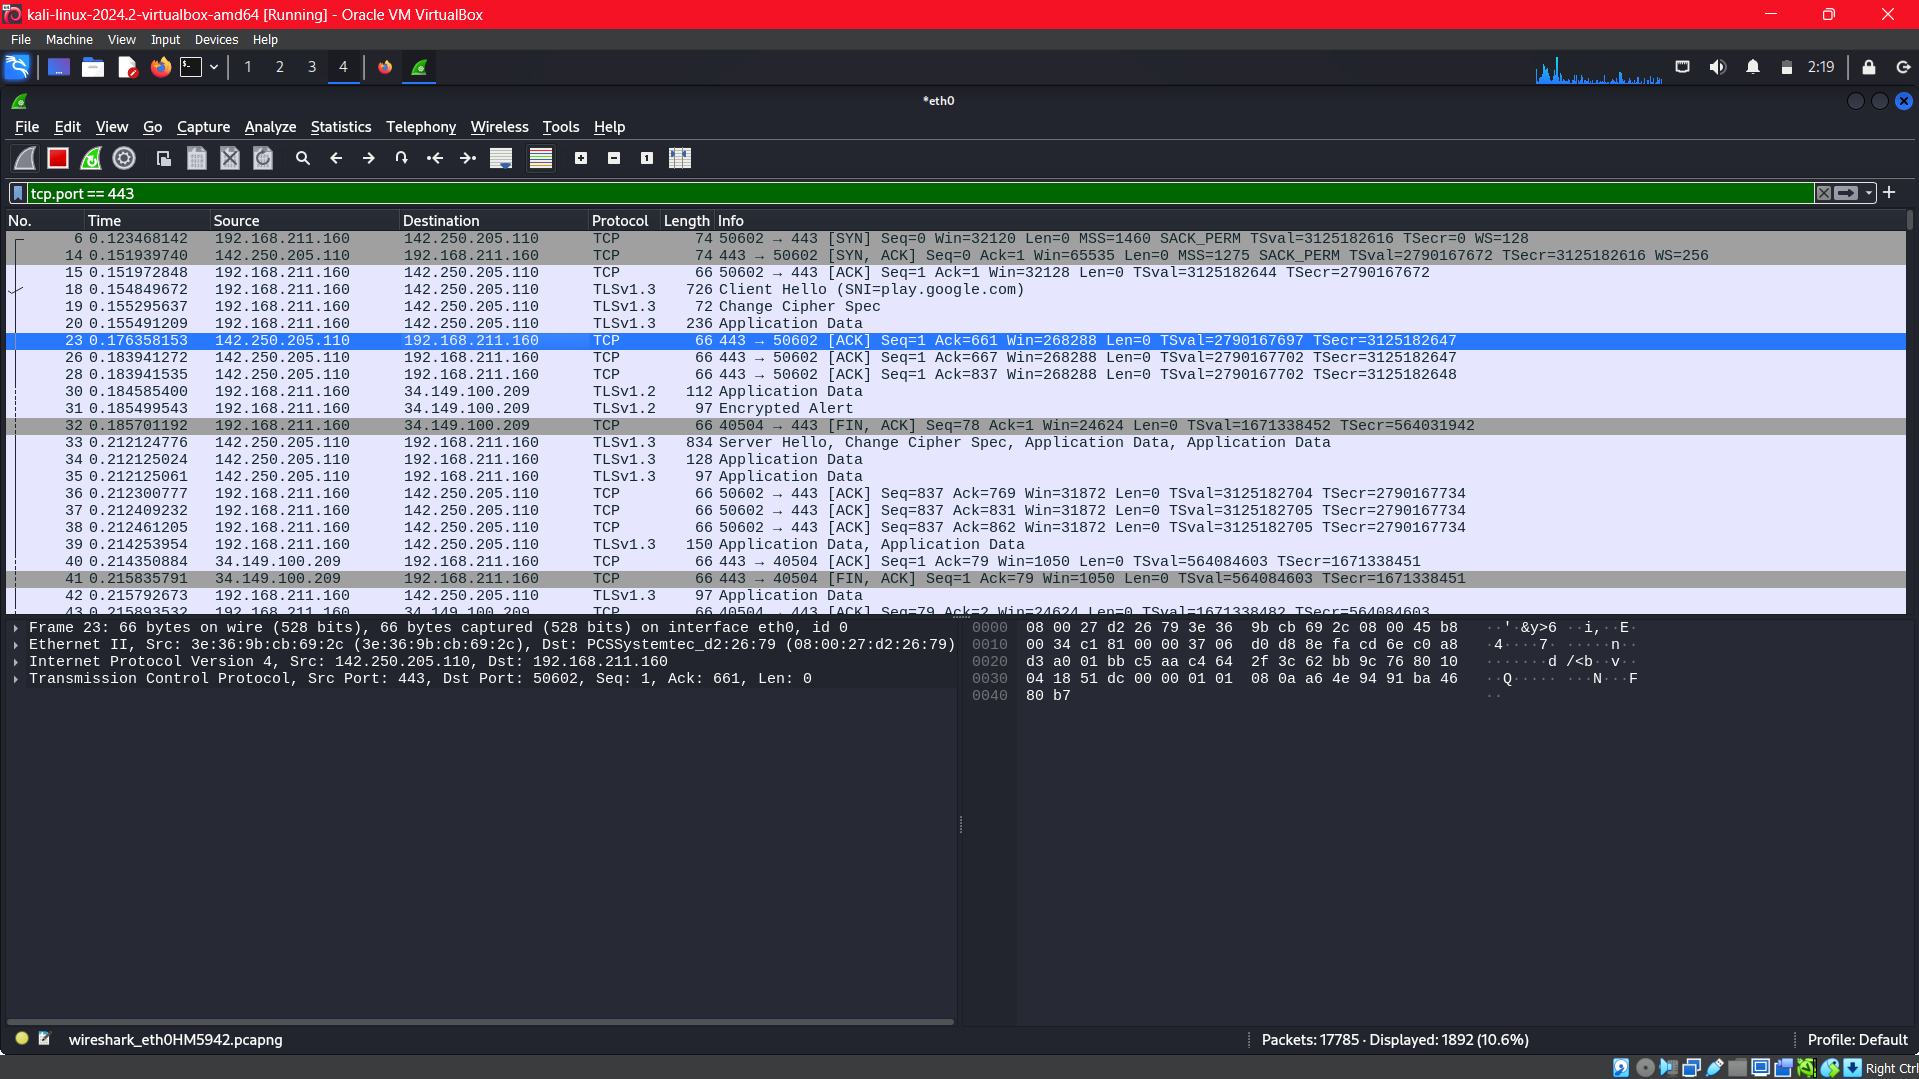 kali-linux-2024.2-virtualbox-amd64 [Running] - Oracle VM VirtualBox
File Machine View Input Devices Help
1 2 3 4 2:19
*eth0
File Edit View Go Capture Analyze Statistics Telephony Wireless Tools Help
tcp.port == 443
No. Time Source Destination Protocol Length Info
6 0.123468142 192.168.211.160 142.250.205.110 TCP 74 50602 → 443 [SYN] Seq=0 Win=32120 Len=0 MSS=1460 SACK_PERM TSval=3125182616 TSecr=0 WS=128
14 0.151939740 142.250.205.110 192.168.211.160 TCP 74 443 → 50602 [SYN, ACK] Seq=0 Ack=1 Win=65535 Len=0 MSS=1275 SACK_PERM TSval=2790167672 TSecr=3125182616 WS=256
15 0.151972848 192.168.211.160 142.250.205.110 TCP 66 50602 → 443 [ACK] Seq=1 Ack=1 Win=32128 Len=0 TSval=3125182644 TSecr=2790167672
18 0.154849672 192.168.211.160 142.250.205.110 TLSv1.3 726 Client Hello (SNI=play.google.com)
19 0.155295637 192.168.211.160 142.250.205.110 TLSv1.3 72 Change Cipher Spec
20 0.155491209 192.168.211.160 142.250.205.110 TLSv1.3 236 Application Data
23 0.176358153 142.250.205.110 192.168.211.160 TCP 66 443 → 50602 [ACK] Seq=1 Ack=661 Win=268288 Len=0 TSval=2790167697 TSecr=3125182647
26 0.183941272 142.250.205.110 192.168.211.160 TCP 66 443 → 50602 [ACK] Seq=1 Ack=667 Win=268288 Len=0 TSval=2790167702 TSecr=3125182647
28 0.183941535 142.250.205.110 192.168.211.160 TCP 66 443 → 50602 [ACK] Seq=1 Ack=837 Win=268288 Len=0 TSval=2790167702 TSecr=3125182648
30 0.184585400 192.168.211.160 34.149.100.209 TLSv1.2 112 Application Data
31 0.185499543 192.168.211.160 34.149.100.209 TLSv1.2 97 Encrypted Alert
32 0.185701192 192.168.211.160 34.149.100.209 TCP 66 40504 → 443 [FIN, ACK] Seq=78 Ack=1 Win=24624 Len=0 TSval=1671338452 TSecr=564031942
33 0.212124776 142.250.205.110 192.168.211.160 TLSv1.3 834 Server Hello, Change Cipher Spec, Application Data, Application Data
34 0.212125024 142.250.205.110 192.168.211.160 TLSv1.3 128 Application Data
35 0.212125061 142.250.205.110 192.168.211.160 TLSv1.3 97 Application Data
36 0.212300777 192.168.211.160 142.250.205.110 TCP 66 50602 → 443 [ACK] Seq=837 Ack=769 Win=31872 Len=0 TSval=3125182704 TSecr=2790167734
37 0.212409232 192.168.211.160 142.250.205.110 TCP 66 50602 → 443 [ACK] Seq=837 Ack=831 Win=31872 Len=0 TSval=3125182705 TSecr=2790167734
38 0.212461205 192.168.211.160 142.250.205.110 TCP 66 50602 → 443 [ACK] Seq=837 Ack=862 Win=31872 Len=0 TSval=3125182705 TSecr=2790167734
39 0.214253954 192.168.211.160 142.250.205.110 TLSv1.3 150 Application Data, Application Data
40 0.214350884 34.149.100.209 192.168.211.160 TCP 66 443 → 40504 [ACK] Seq=1 Ack=79 Win=1050 Len=0 TSval=564084603 TSecr=1671338451
41 0.215835791 34.149.100.209 192.168.211.160 TCP 66 443 → 40504 [FIN, ACK] Seq=1 Ack=79 Win=1050 Len=0 TSval=564084603 TSecr=1671338451
42 0.215792673 192.168.211.160 142.250.205.110 TLSv1.3 97 Application Data
43 0.215893532 192.168.211.160 34.149.100.209 TCP 66 40504 → 443 [ACK] Seq=79 Ack=2 Win=24624 Len=0 TSval=1671338482 TSecr=564084603
Frame 23: 66 bytes on wire (528 bits), 66 bytes captured (528 bits) on interface eth0, id 0
Ethernet II, Src: 3e:36:9b:cb:69:2c (3e:36:9b:cb:69:2c), Dst: PCSSystemtec_d2:26:79 (08:00:27:d2:26:79)
Internet Protocol Version 4, Src: 142.250.205.110, Dst: 192.168.211.160
Transmission Control Protocol, Src Port: 443, Dst Port: 50602, Seq: 1, Ack: 661, Len: 0
0000 08 00 27 d2 26 79 3e 36 9b cb 69 2c 08 00 45 b8 ··'·&y>6 ··i,··E·
0010 00 34 c1 81 00 00 37 06 d0 d8 8e fa cd 6e c0 a8 ·4····7· ·····n··
0020 d3 a0 01 bb c5 aa c4 64 2f 3c 62 bb 9c 76 80 10 ·······d /<b··v··
0030 04 18 51 dc 00 00 01 01 08 0a a6 4e 94 91 ba 46 ··Q····· ···N···F
0040 80 b7 ··
wireshark_eth0HM5942.pcapng
Packets: 17785 · Displayed: 1892 (10.6%)
Profile: Default
Right Ctrl